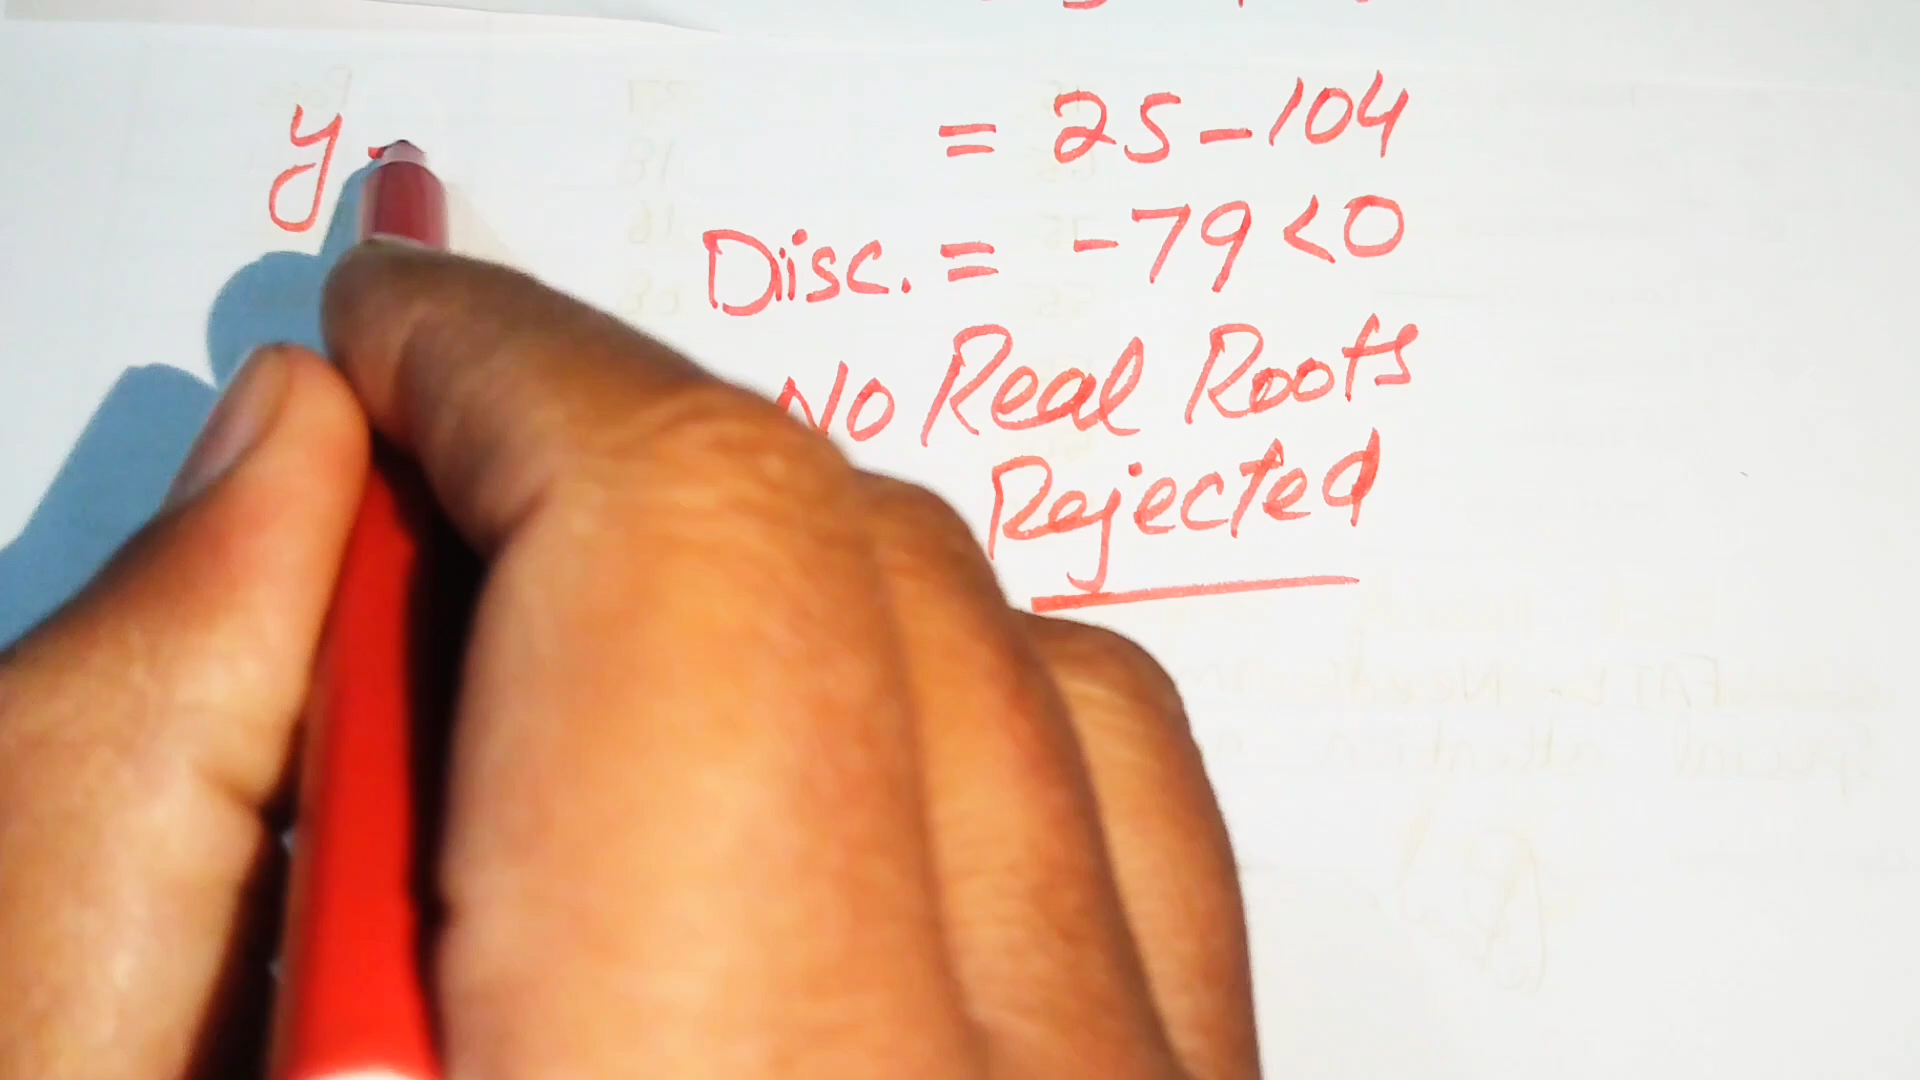 = 25 - 104
y -
Disc. = -79 < 0
No Real Roots
Rejected